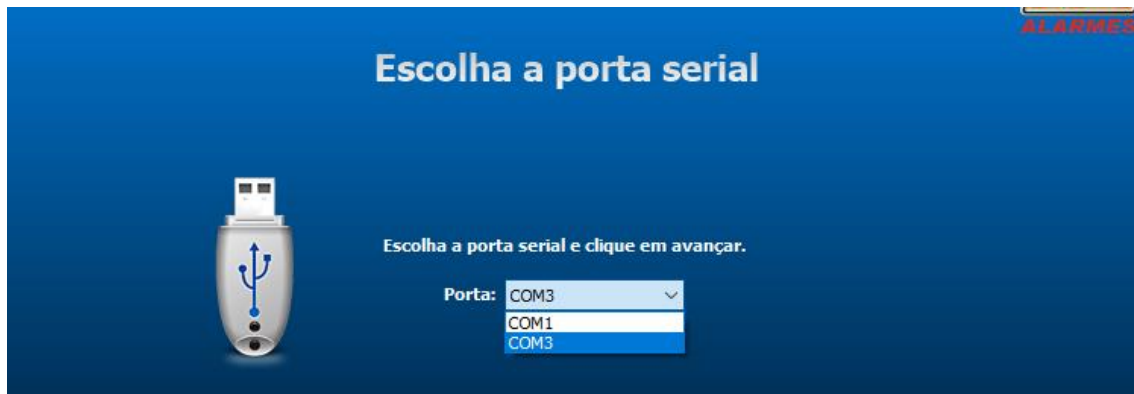 ALARMES
Escolha a porta serial
Escolha a porta serial e clique em avançar.
Porta: COM3
COM1
COM3